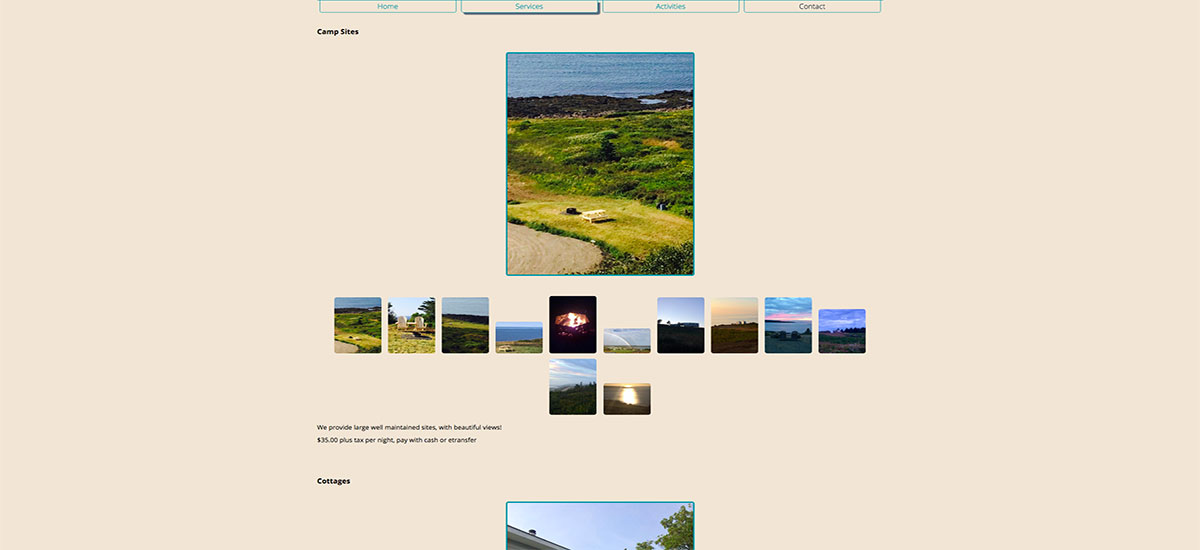 Home
Services
Activities
Contact
Camp Sites
We provide large well maintained sites, with beautiful views!
$35.00 plus tax per night, pay with cash or etransfer
Cottages